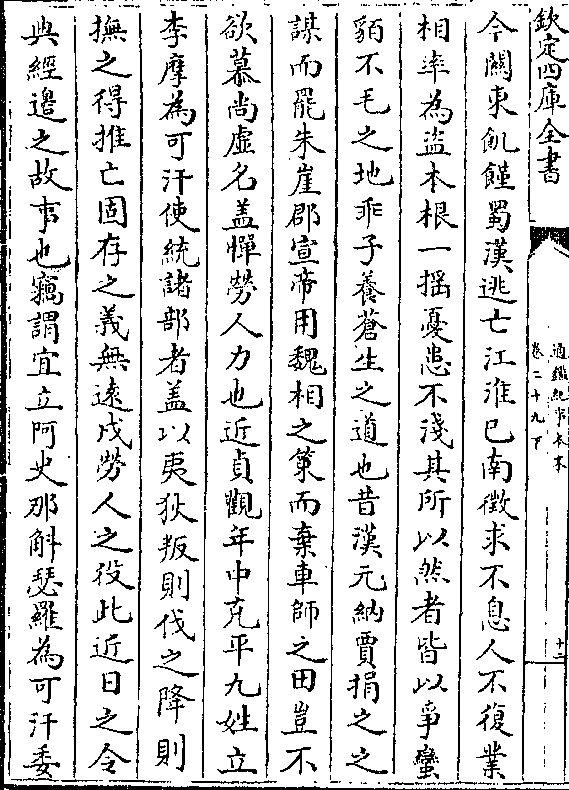 欽定四庫全書
通鑑紀事本末
卷二十九下
十二
今關東飢饉蜀漢逃亡江淮已南徵求不息人不復業
相率為盜本根一搖憂患不淺其所以然者皆以爭蠻
貊不毛之地乖子養蒼生之道也昔漢元納賈捐之之
謀而罷朱崖郡宣帝用魏相之策而棄車師之田豈不
欲慕尚虛名盖憚勞人力也近貞觀年中克平九姓立
李摩為可汗使統諸部者盖以夷狄叛則伐之降則
撫之得推亡固存之義無遠戍勞人之役此近日之令
典經邉之故事也竊謂宜立阿史那斛瑟羅為可汗委